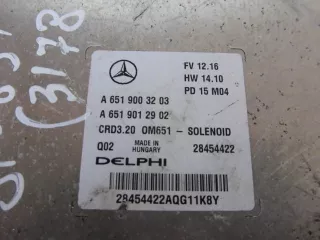 (3178)
FV 12.16
HW 14.10
PD 15 M04
A 651 900 32 03
A 651 901 29 02
CRD3.20 OM651 - SOLENOID
Q02 MADE IN HUNGARY 28454422
DELPHI
28454422AQG11K8Y